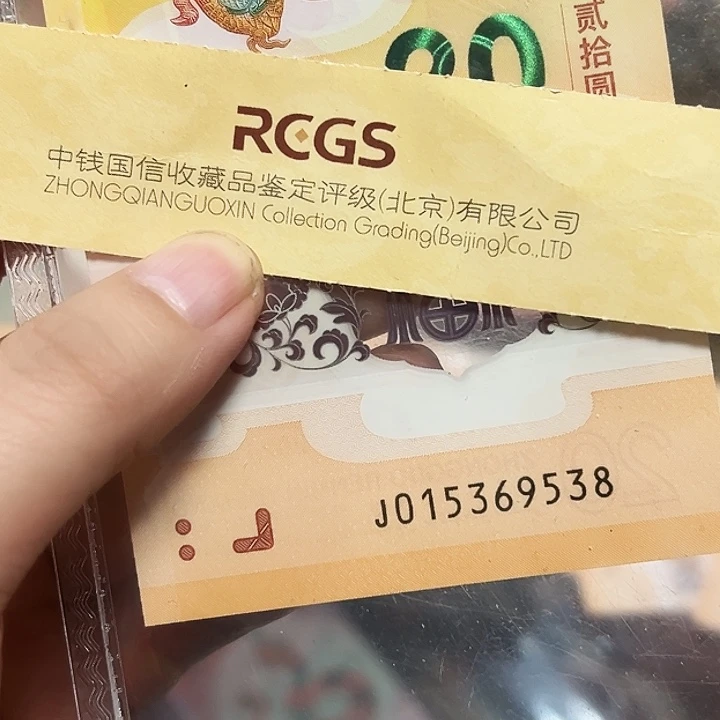 20
贰拾圆
RCGS
中钱国信收藏品鉴定评级(北京)有限公司
ZHONGQIANGUOXIN Collection Grading(Beijing)Co.,LTD
J015369538